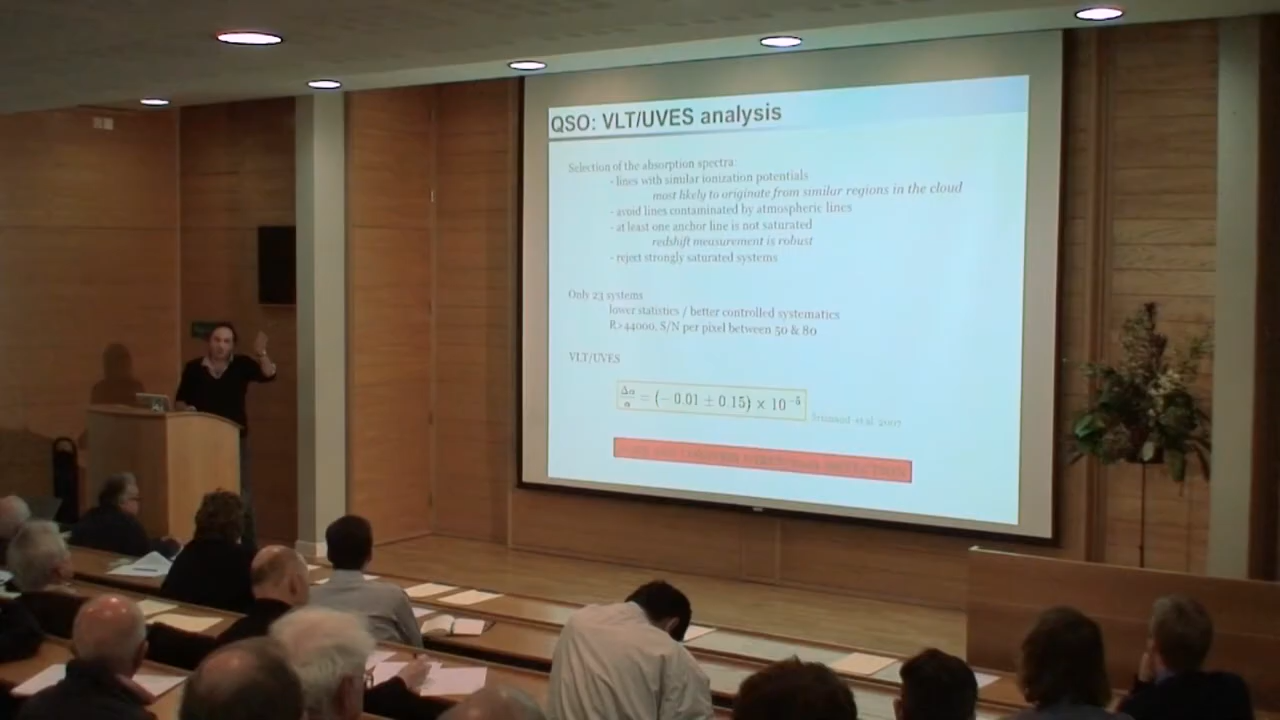 QSO: VLT/UVES analysis
Selection of the absorption spectra:
- lines with similar ionization potentials
most likely to originate from similar regions in the cloud
- avoid lines contaminated by atmospheric lines
- at least one anchor line is not saturated
redshift measurement is robust
- reject strongly saturated systems
Only 23 systems
lower statistics / better controlled systematics
R>44000, S/N per pixel between 50 & 80
VLT/UVES
Δα/α = (− 0.01 ± 0.15) × 10⁻⁵
et al. 2007